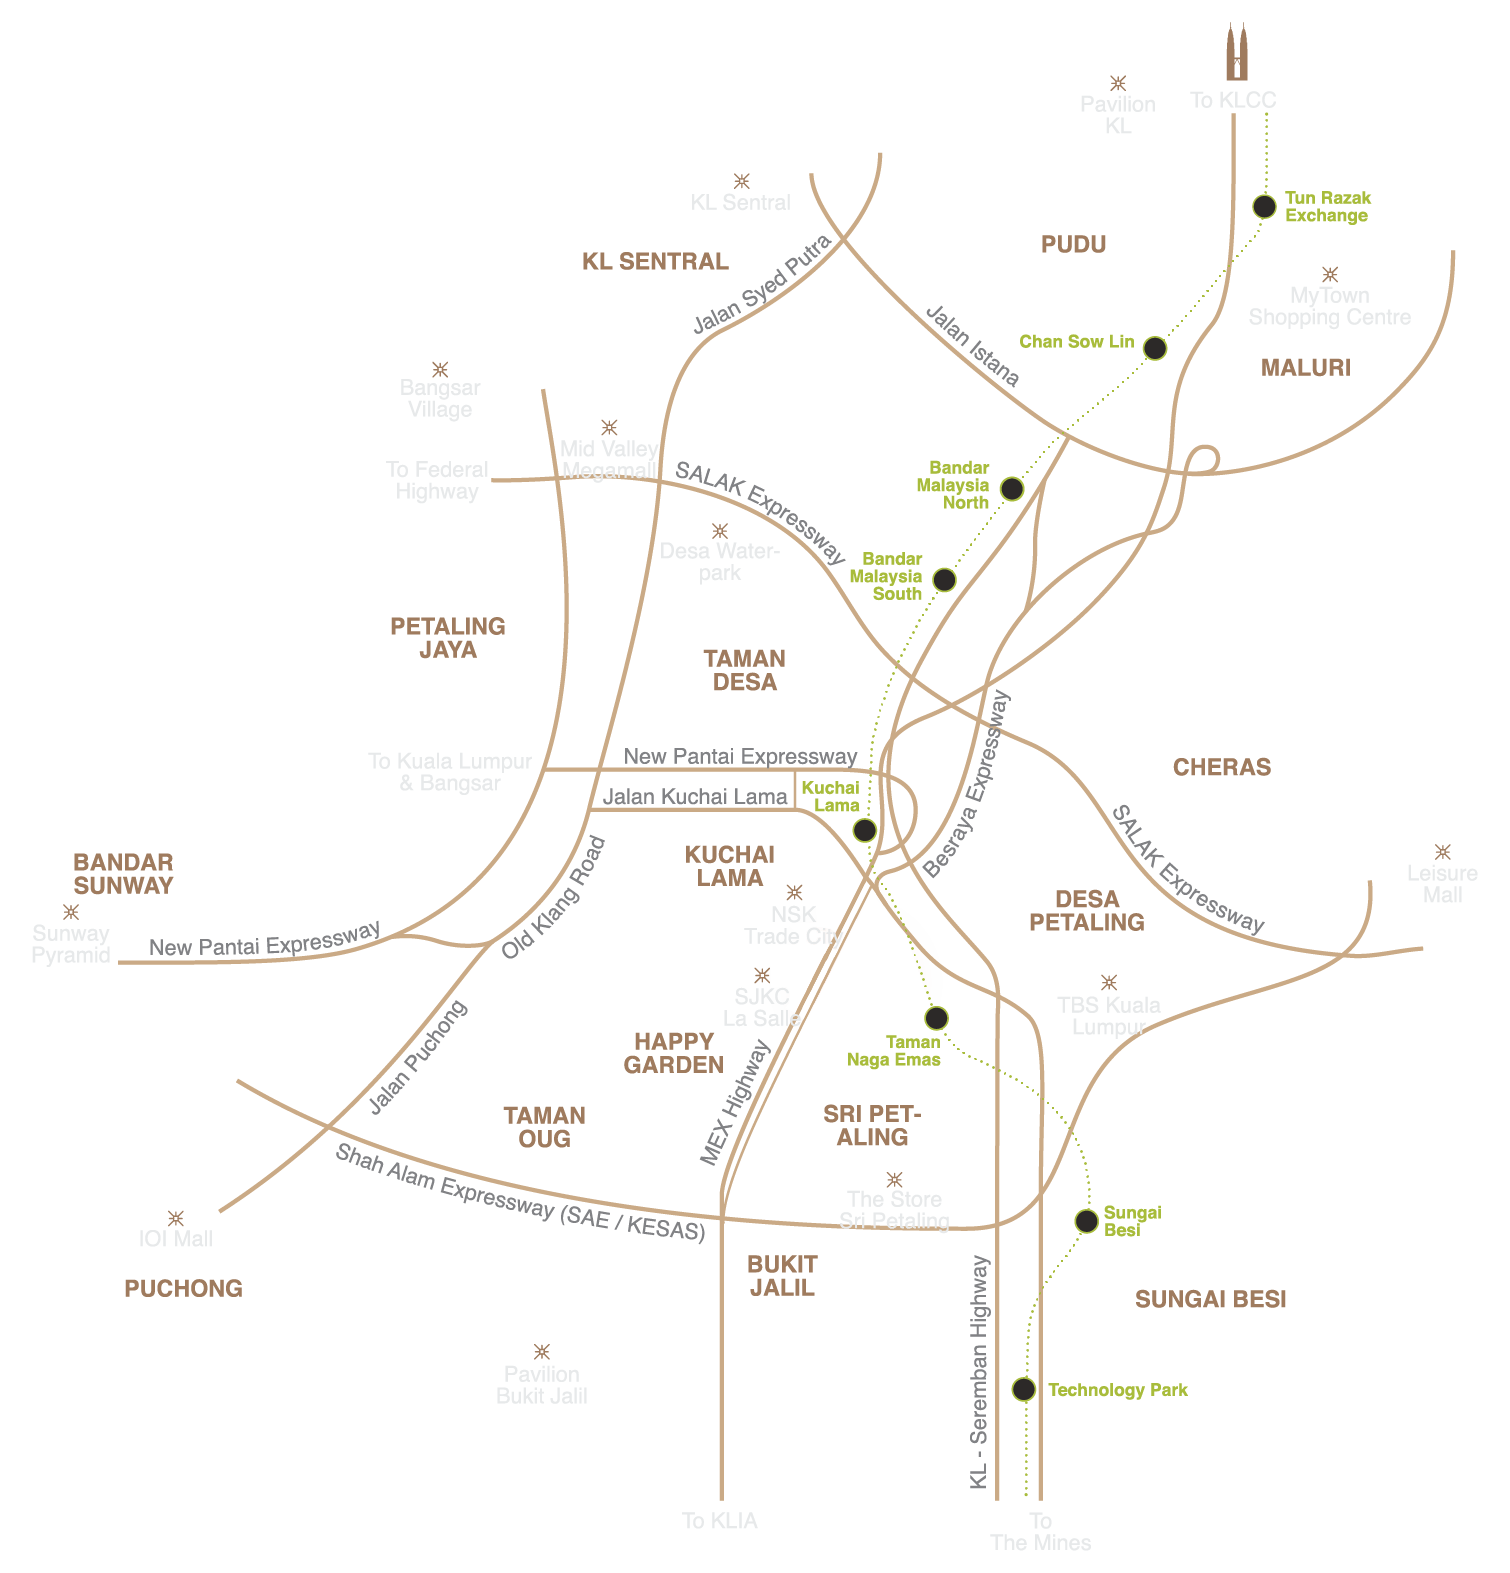 To KLCC
Pavilion
KL
KL Sentral
Tun Razak
Exchange
PUDU
KL SENTRAL
Jalan Syed Putra
MyTown
Shopping Centre
Jalan Istana
Chan Sow Lin
MALURI
Bangsar
Village
Mid Valley
Megamall
To Federal
Highway
SALAK Expressway
Bandar
Malaysia
North
Desa Water-
park
Bandar
Malaysia
South
PETALING
JAYA
TAMAN
DESA
Besraya Expressway
To Kuala Lumpur
& Bangsar
New Pantai Expressway
CHERAS
Jalan Kuchai Lama
Kuchai
Lama
SALAK Expressway
BANDAR
SUNWAY
Old Klang Road
KUCHAI
LAMA
Leisure
Mall
DESA
PETALING
NSK
Trade City
Sunway
Pyramid
New Pantai Expressway
SJKC
La Salle
TBS Kuala
Lumpur
Jalan Puchong
HAPPY
GARDEN
MEX Highway
Taman
Naga Emas
TAMAN
OUG
SRI PET-
ALING
Shah Alam Expressway (SAE / KESAS)
The Store
Sri Petaling
Sungai
Besi
IOI Mall
PUCHONG
BUKIT
JALIL
KL - Seremban Highway
SUNGAI BESI
Pavilion
Bukit Jalil
Technology Park
To KLIA
To
The Mines